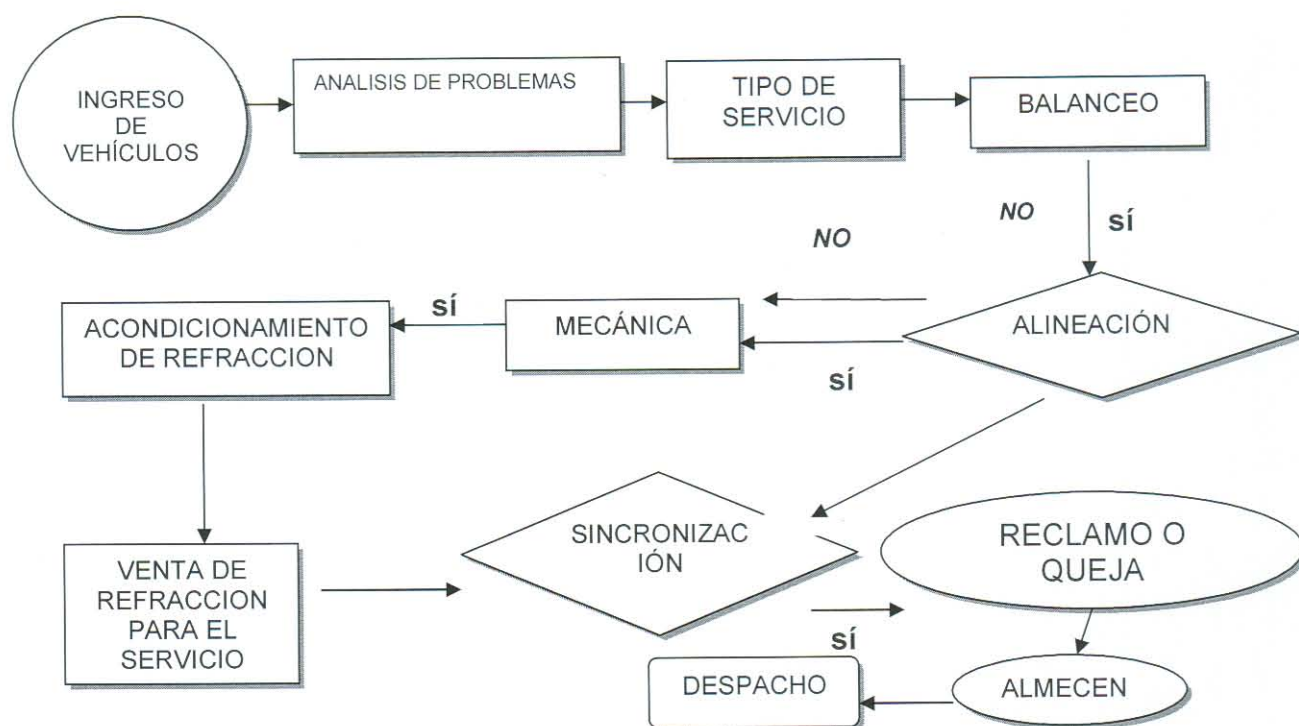 INGRESO
DE
VEHÍCULOS
ANALISIS DE PROBLEMAS
TIPO DE
SERVICIO
BALANCEO
NO
SÍ
NO
ALINEACIÓN
SÍ
MECÁNICA
SÍ
ACONDICIONAMIENTO
DE REFRACCION
VENTA DE
REFRACCION
PARA EL
SERVICIO
SINCRONIZAC
IÓN
SÍ
RECLAMO O
QUEJA
ALMECEN
DESPACHO